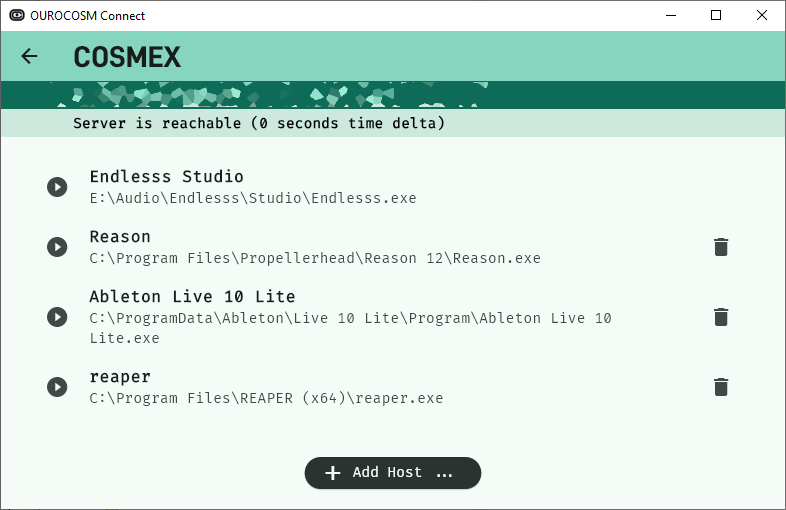 OUROCOSM Connect
COSMEX
Server is reachable (0 seconds time delta)
Endlesss Studio
E:\Audio\Endlesss\Studio\Endlesss.exe
Reason
C:\Program Files\Propellerhead\Reason 12\Reason.exe
Ableton Live 10 Lite
C:\ProgramData\Ableton\Live 10 Lite\Program\Ableton Live 10
Lite.exe
reaper
C:\Program Files\REAPER (x64)\reaper.exe
Add Host ...